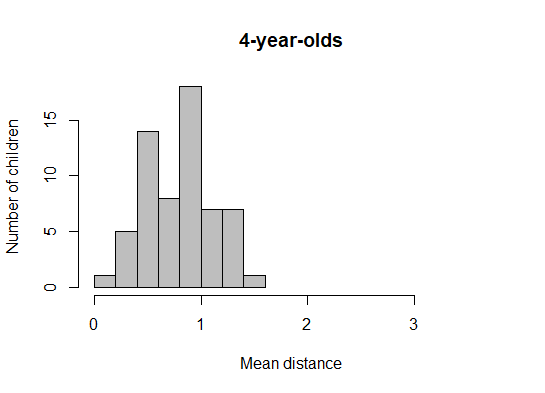 4-year-olds
Number of children
15
10
5
0
0 1 2 3
Mean distance